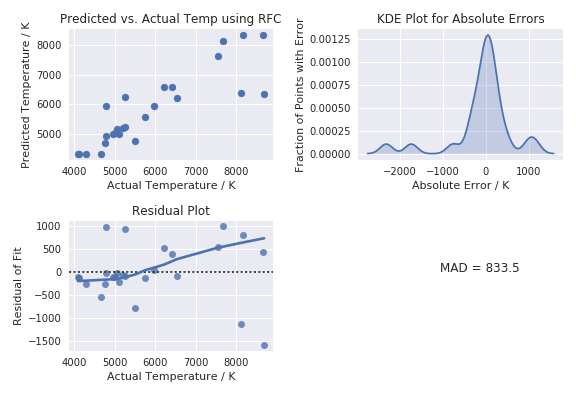 Predicted vs. Actual Temp using RFC
Predicted Temperature / K
8000
7000
6000
5000
4000 5000 6000 7000 8000
Actual Temperature / K
KDE Plot for Absolute Errors
Fraction of Points with Error
0.00125
0.00100
0.00075
0.00050
0.00025
0.00000
−2000 −1000 0 1000
Absolute Error / K
Residual Plot
Residual of Fit
1000
500
0
−500
−1000
−1500
4000 5000 6000 7000 8000
Actual Temperature / K
MAD = 833.5